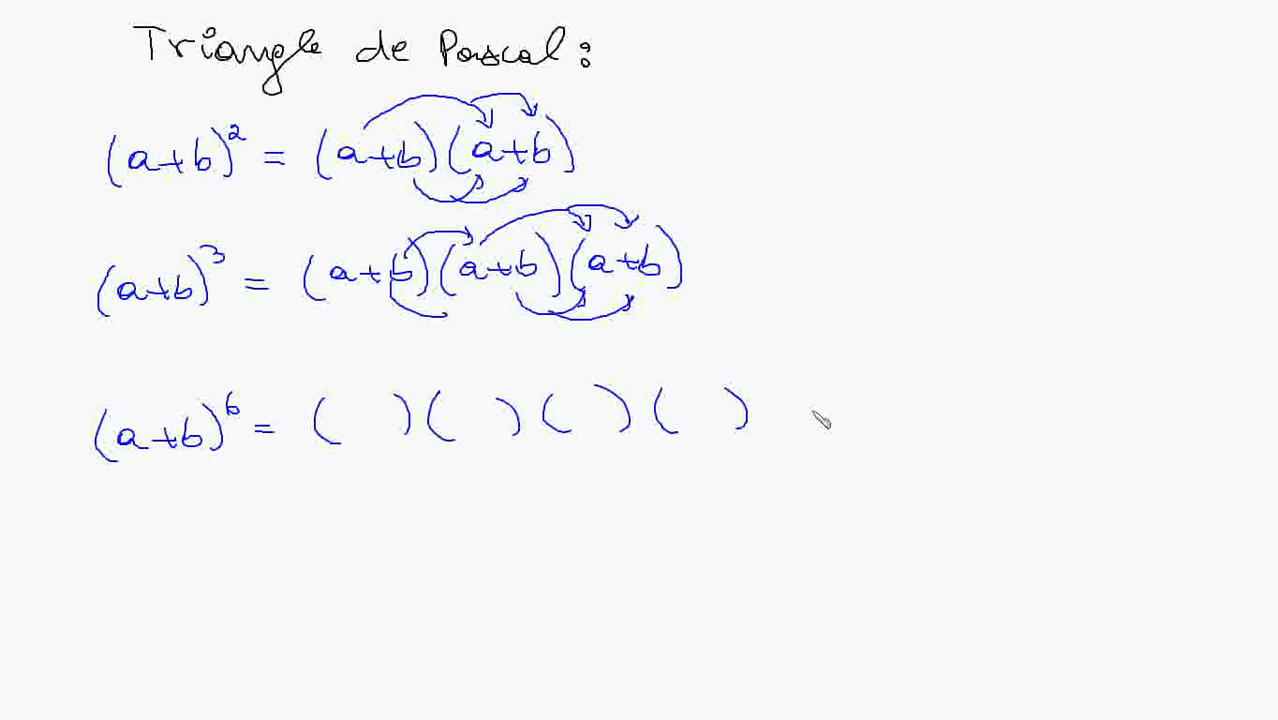 Triangle de Pascal :
(a+b)² = (a+b)(a+b)
(a+b)³ = (a+b)(a+b)(a+b)
(a+b)⁶ = ( )( )( )( )